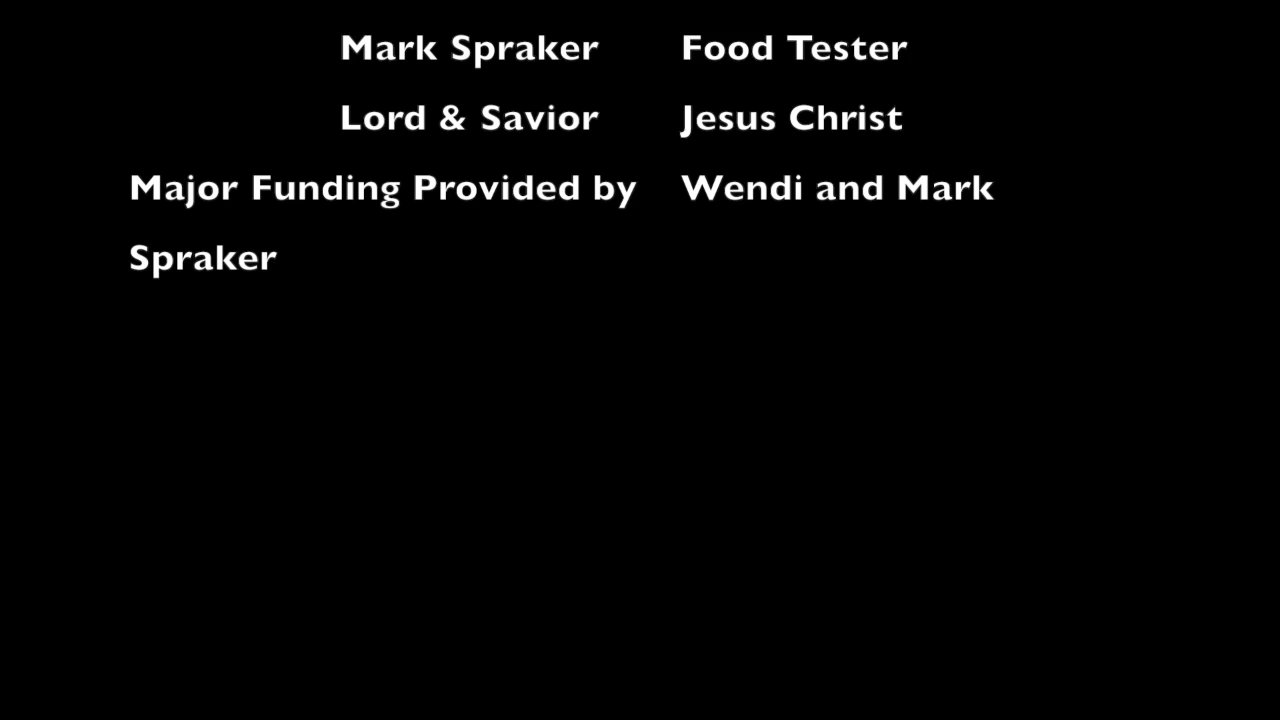 Mark Spraker Food Tester
Lord & Savior Jesus Christ
Major Funding Provided by Wendi and Mark
Spraker